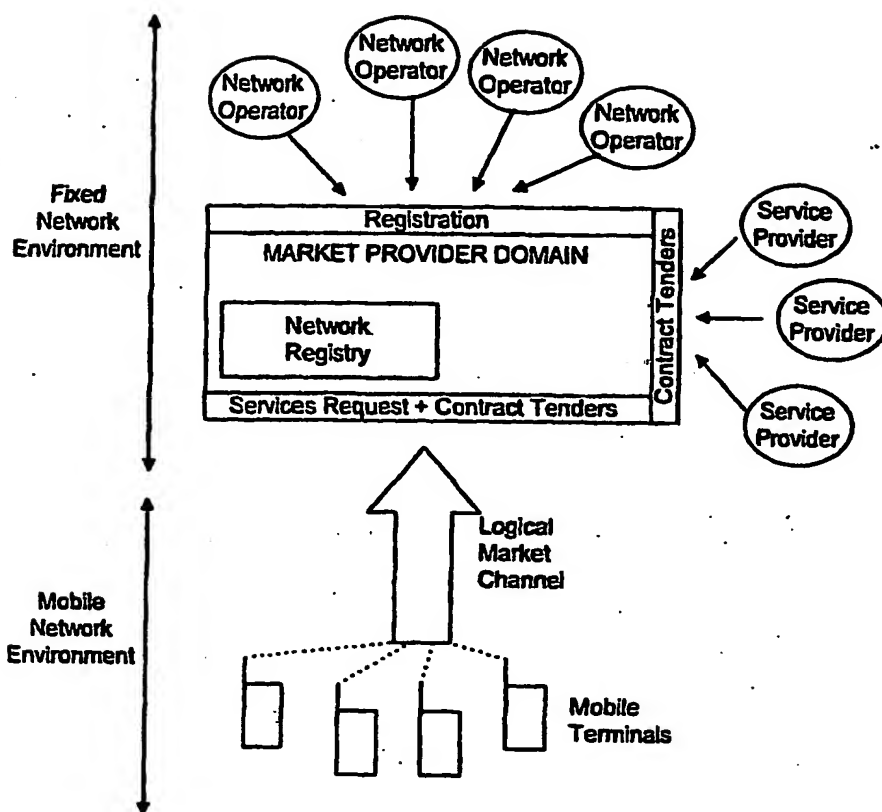 Network
Operator
Network
Operator
Network
Operator
Network
Operator
Fixed
Network
Environment
Registration
MARKET PROVIDER DOMAIN
Network
Registry
Services Request + Contract Tenders
Contract Tenders
Service
Provider
Service
Provider
Service
Provider
Logical
Market
Channel
Mobile
Network
Environment
Mobile
Terminals